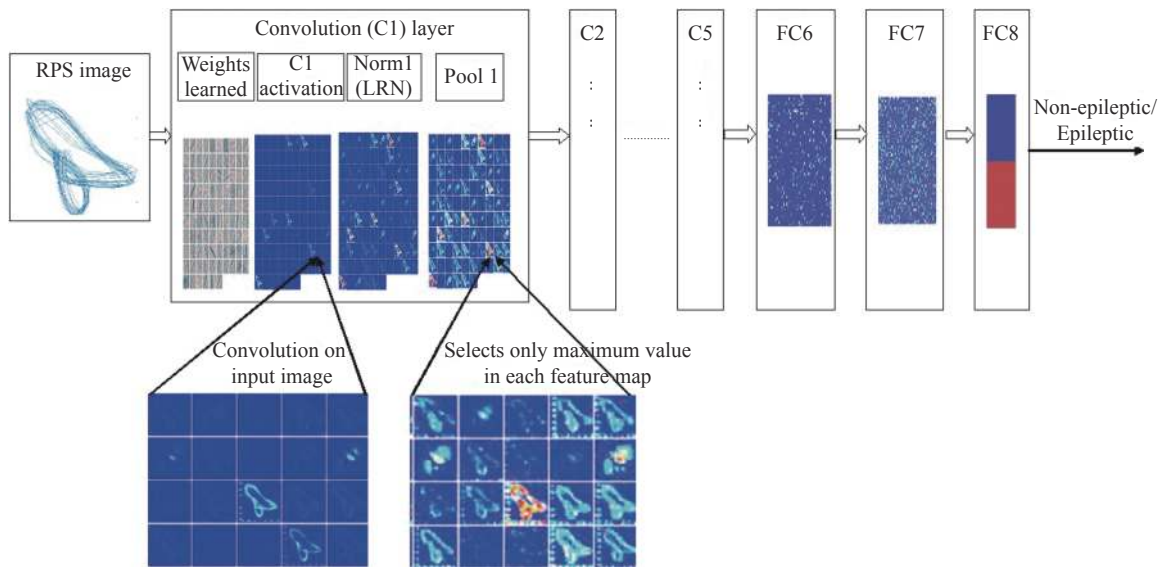 Convolution (C1) layer
C2
C5
FC6
FC7
FC8
RPS image
Weights
learned
C1
activation
Norm1
(LRN)
Pool 1
:
:
:
:
..............
Non-epileptic/
Epileptic
Convolution on
input image
Selects only maximum value
in each feature map